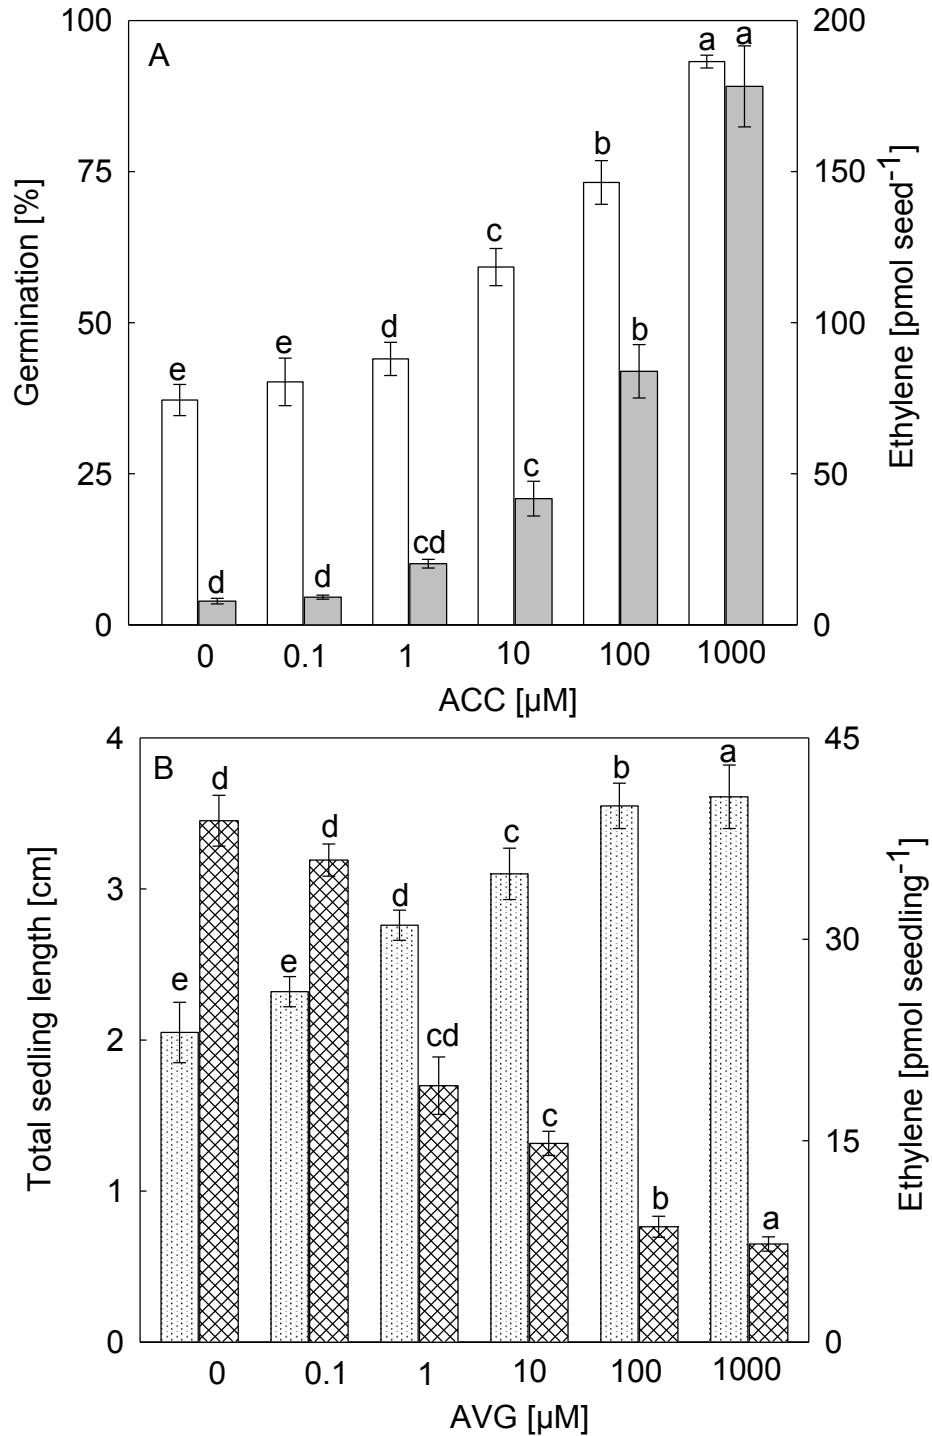 100
A
a
a
200
b
75
150
Germination [%]
Ethylene [pmol seed-1]
c
d
b
50
100
e
e
c
25
50
cd
d
d
0
0
0 0.1 1 10 100 1000
ACC [µM]
4
B
45
d
b
a
d
c
3
d
30
e
e
cd
2
Total sedling length [cm]
Ethylene [pmol seedling-1]
c
15
1
b
a
0
0
0 0.1 1 10 100 1000
AVG [µM]